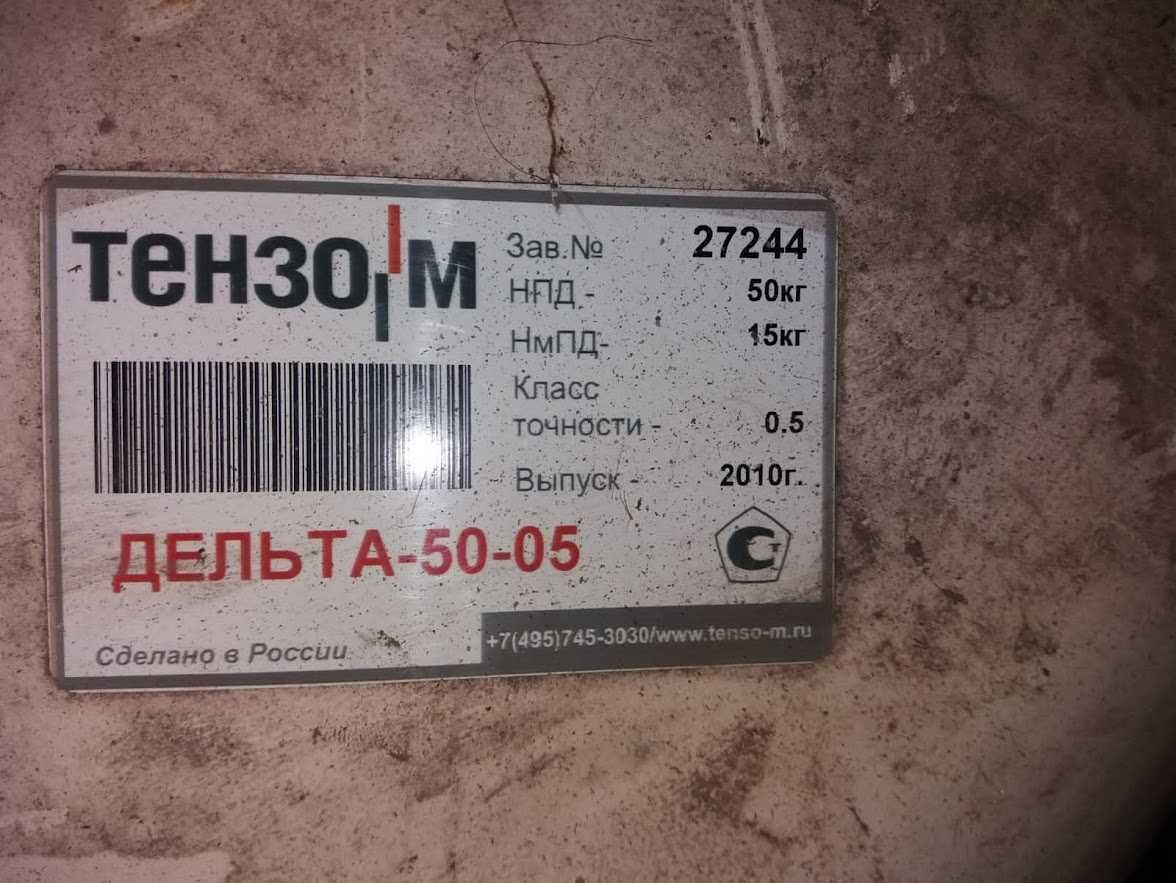 тензо м
Зав.№ 27244
НПД - 50кг
НмПД- 15кг
Класс
точности - 0.5
Выпуск - 2010г.
ДЕЛЬТА-50-05
Сделано в России
+7(495)745-3030/www.tenso-m.ru